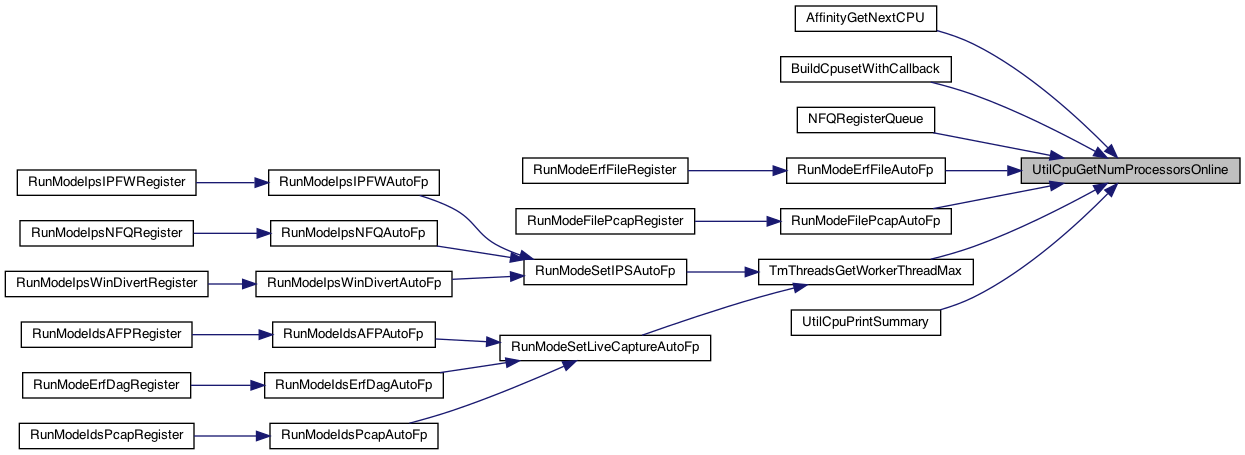 AffinityGetNextCPU
BuildCpusetWithCallback
NFQRegisterQueue
RunModeErfFileRegister
RunModeErfFileAutoFp
UtilCpuGetNumProcessorsOnline
RunModeIpsIPFWRegister
RunModeIpsIPFWAutoFp
RunModeFilePcapRegister
RunModeFilePcapAutoFp
RunModeIpsNFQRegister
RunModeIpsNFQAutoFp
RunModeSetIPSAutoFp
TmThreadsGetWorkerThreadMax
RunModeIpsWinDivertRegister
RunModeIpsWinDivertAutoFp
UtilCpuPrintSummary
RunModeIdsAFPRegister
RunModeIdsAFPAutoFp
RunModeSetLiveCaptureAutoFp
RunModeErfDagRegister
RunModeIdsErfDagAutoFp
RunModeIdsPcapRegister
RunModeIdsPcapAutoFp